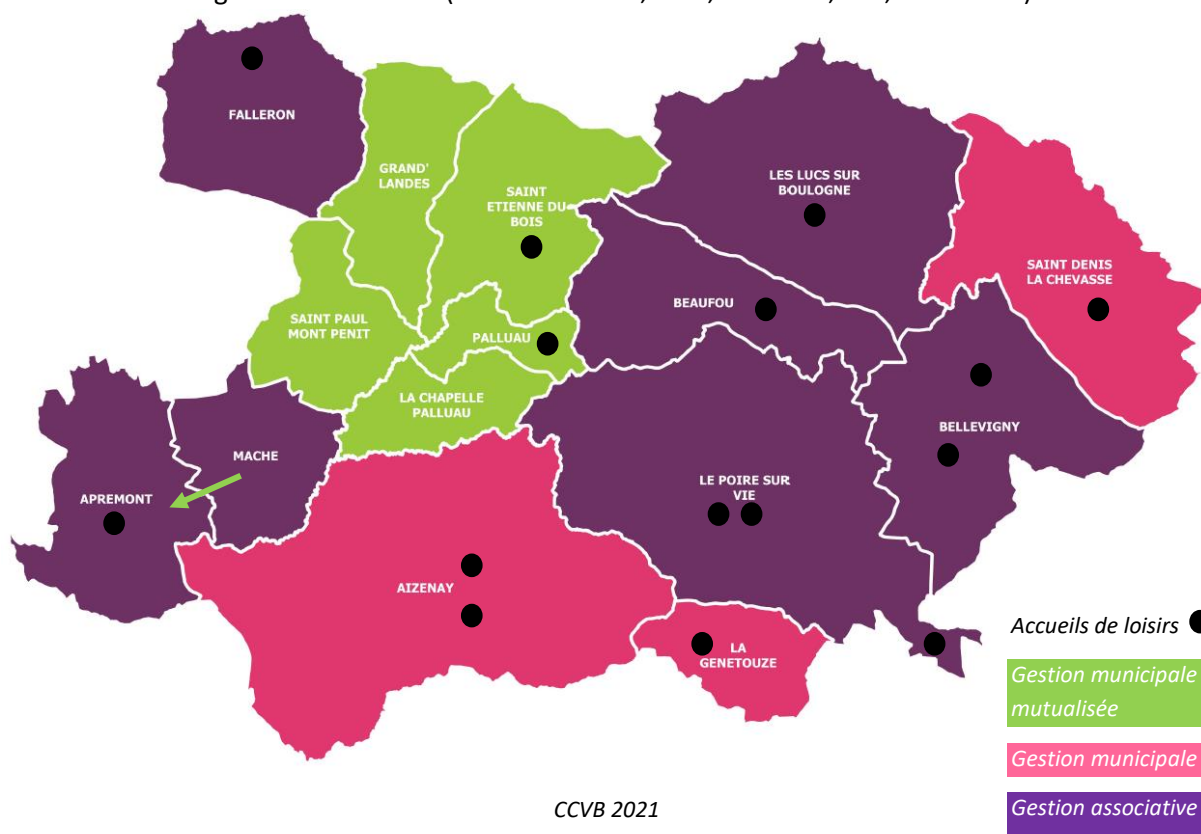 FALLERON
GRAND'
LANDES
SAINT
ETIENNE DU
BOIS
LES LUCS SUR
BOULOGNE
SAINT DENIS
LA CHEVASSE
BEAUFOU
SAINT PAUL
MONT PENIT
PALLUAU
LA CHAPELLE
PALLUAU
BELLEVIGNY
MACHE
APREMONT
LE POIRE SUR
VIE
AIZENAY
LA
GENETOUZE
Accueils de loisirs
Gestion municipale
mutualisée
Gestion municipale
Gestion associative
CCVB 2021